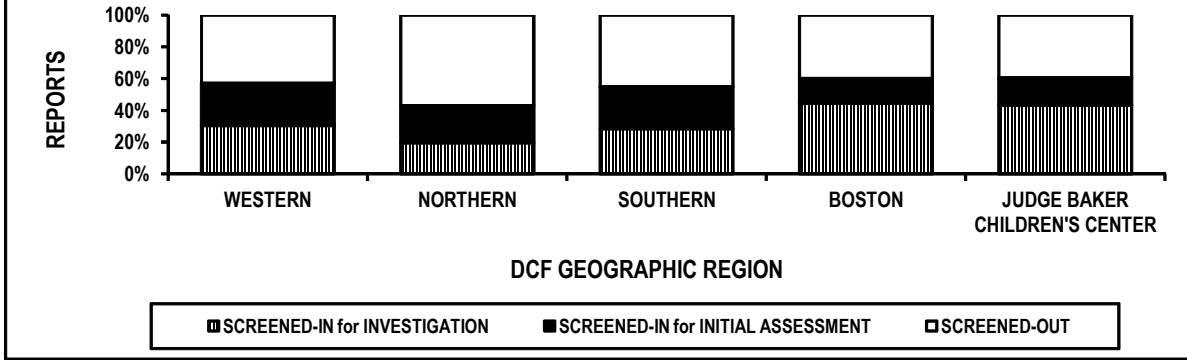 100%
80%
60%
40%
20%
0%
REPORTS
WESTERN
NORTHERN
SOUTHERN
BOSTON
JUDGE BAKER
CHILDREN'S CENTER
DCF GEOGRAPHIC REGION
SCREENED-IN for INVESTIGATION
SCREENED-IN for INITIAL ASSESSMENT
SCREENED-OUT